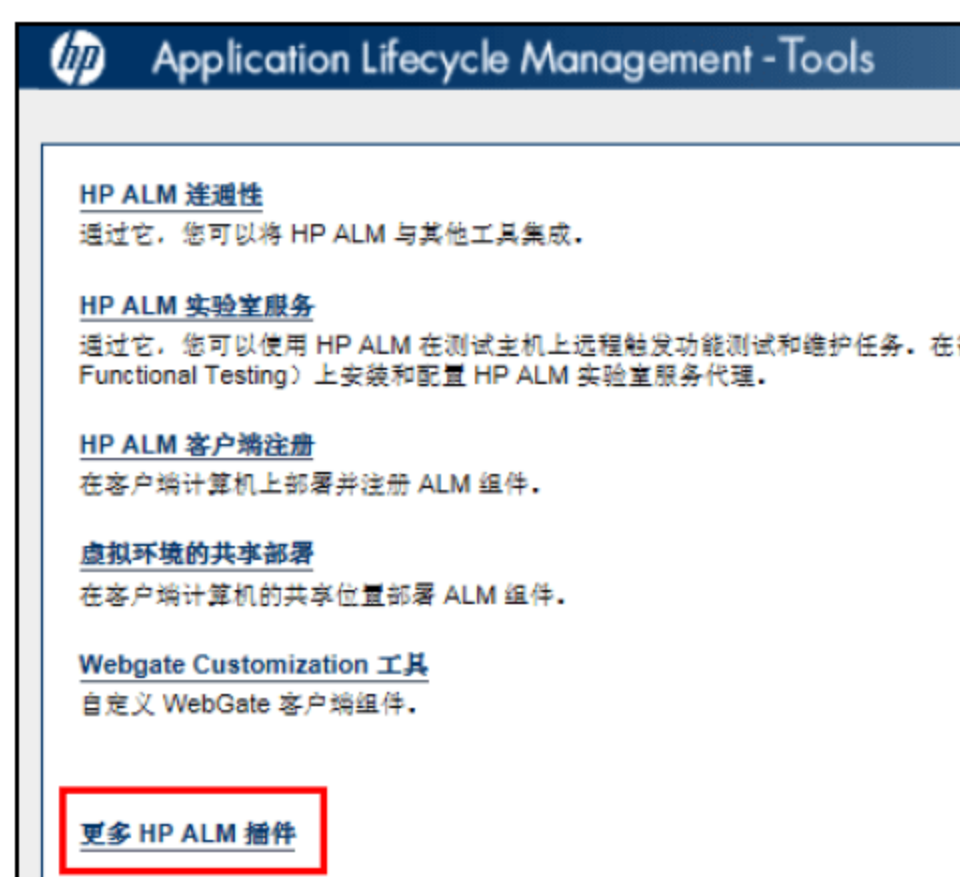 hp Application Lifecycle Management - Tools
HP ALM 连通性
通过它，您可以将 HP ALM 与其他工具集成。
HP ALM 实验室服务
通过它，您可以使用 HP ALM 在测试主机上远程触发功能测试和维护任务。在
Functional Testing）上安装和配置 HP ALM 实验室服务代理。
HP ALM 客户端注册
在客户端计算机上部署并注册 ALM 组件。
虚拟环境的共享部署
在客户端计算机的共享位置部署 ALM 组件。
Webgate Customization 工具
自定义 WebGate 客户端组件。
更多 HP ALM 插件